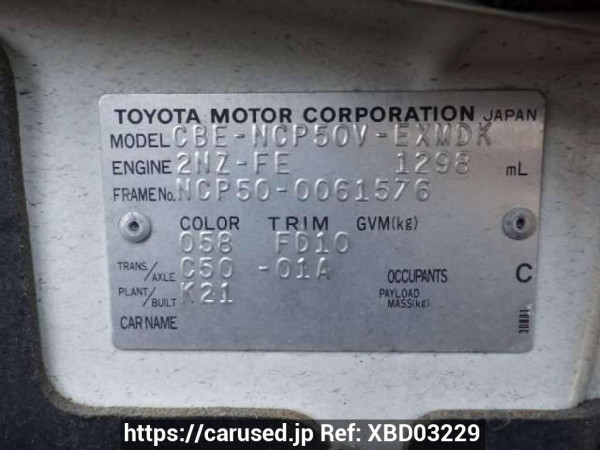 TOYOTA MOTOR CORPORATION JAPAN
MODEL CBE-NCP50V-EXMDK
ENGINE 2NZ-FE 1298 mL
FRAME No. NCP50-0061576
COLOR TRIM GVM(kg)
058 FD10
TRANS./AXLE C50 -01A OCCUPANTS C
PLANT/BUILT K21 PAYLOAD MASS(kg)
CAR NAME
30831
https://carused.jp Ref: XBD03229